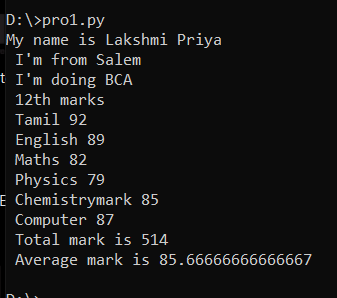 D:\>pro1.py
My name is Lakshmi Priya
I'm from Salem
I'm doing BCA
12th marks
Tamil 92
English 89
Maths 82
Physics 79
Chemistrymark 85
Computer 87
Total mark is 514
Average mark is 85.66666666666667